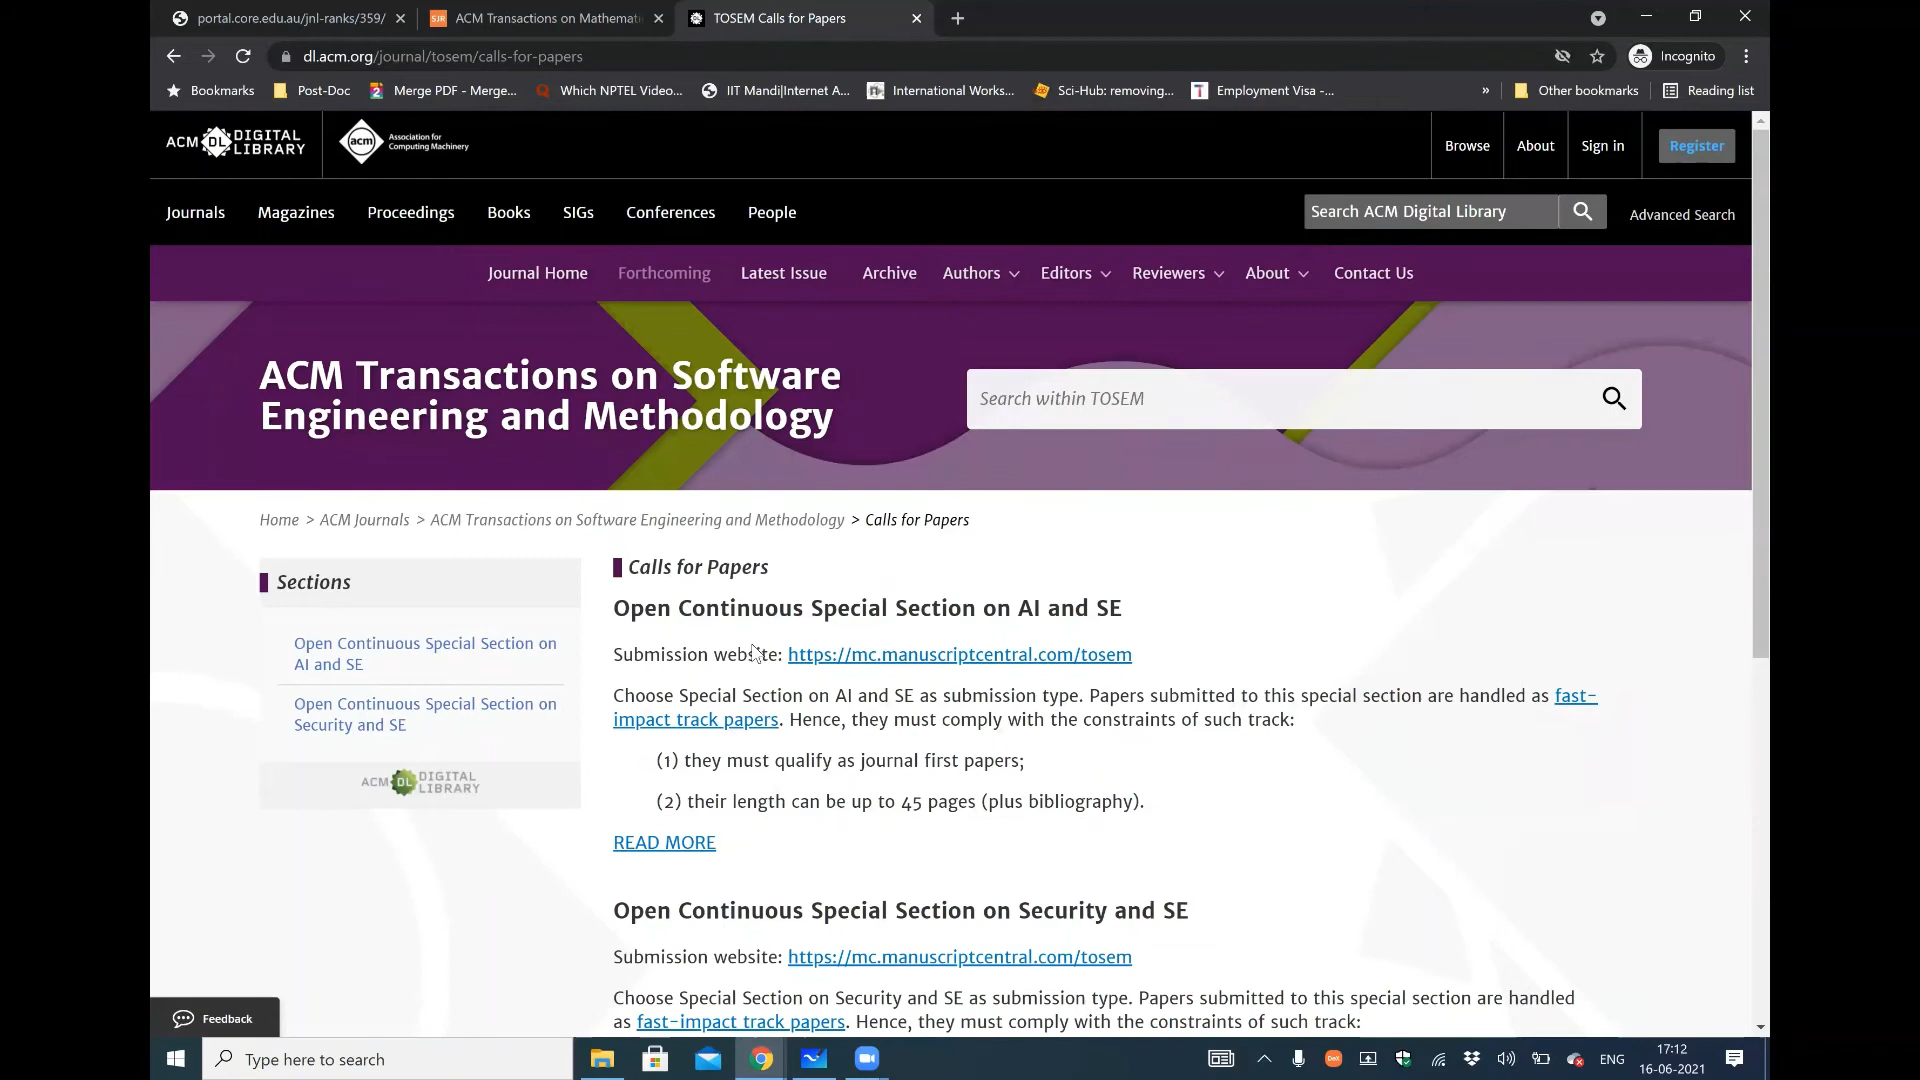 portal.core.edu.au/jnl-ranks/359/
SJR ACM Transactions on Mathemati
TOSEM Calls for Papers
dl.acm.org/journal/tosem/calls-for-papers
Incognito
Bookmarks
Post-Doc
Merge PDF - Merge...
Which NPTEL Video...
IIT Mandi|Internet A...
International Works...
Sci-Hub: removing...
Employment Visa -...
»
Other bookmarks
Reading list
ACM DL DIGITAL LIBRARY
acm Association for Computing Machinery
Browse
About
Sign in
Register
Journals
Magazines
Proceedings
Books
SIGs
Conferences
People
Search ACM Digital Library
Advanced Search
Journal Home
Forthcoming
Latest Issue
Archive
Authors
Editors
Reviewers
About
Contact Us
ACM Transactions on Software
Engineering and Methodology
Search within TOSEM
Home > ACM Journals > ACM Transactions on Software Engineering and Methodology > Calls for Papers
Sections
Open Continuous Special Section on
AI and SE
Open Continuous Special Section on
Security and SE
ACM DL DIGITAL LIBRARY
Calls for Papers
Open Continuous Special Section on AI and SE
Submission website: https://mc.manuscriptcentral.com/tosem
Choose Special Section on AI and SE as submission type. Papers submitted to this special section are handled as fast-
impact track papers. Hence, they must comply with the constraints of such track:
(1) they must qualify as journal first papers;
(2) their length can be up to 45 pages (plus bibliography).
READ MORE
Open Continuous Special Section on Security and SE
Submission website: https://mc.manuscriptcentral.com/tosem
Choose Special Section on Security and SE as submission type. Papers submitted to this special section are handled
as fast-impact track papers. Hence, they must comply with the constraints of such track:
Feedback
Type here to search
ENG
17:12
16-06-2021